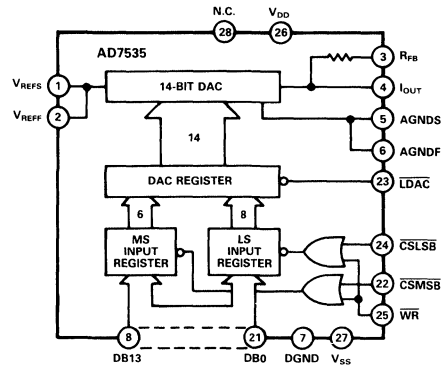 N.C. V_DD
28 26
AD7535
3 R_FB
V_REFS 1 14-BIT DAC 4 I_OUT
5 AGNDS
V_REFF 2
14 6 AGNDF
DAC REGISTER 23 LDAC
6 8
MS INPUT REGISTER LS INPUT REGISTER 24 CSLSB
22 CSMSB
25 WR
8 21 7 27
DB13 DB0 DGND V_SS